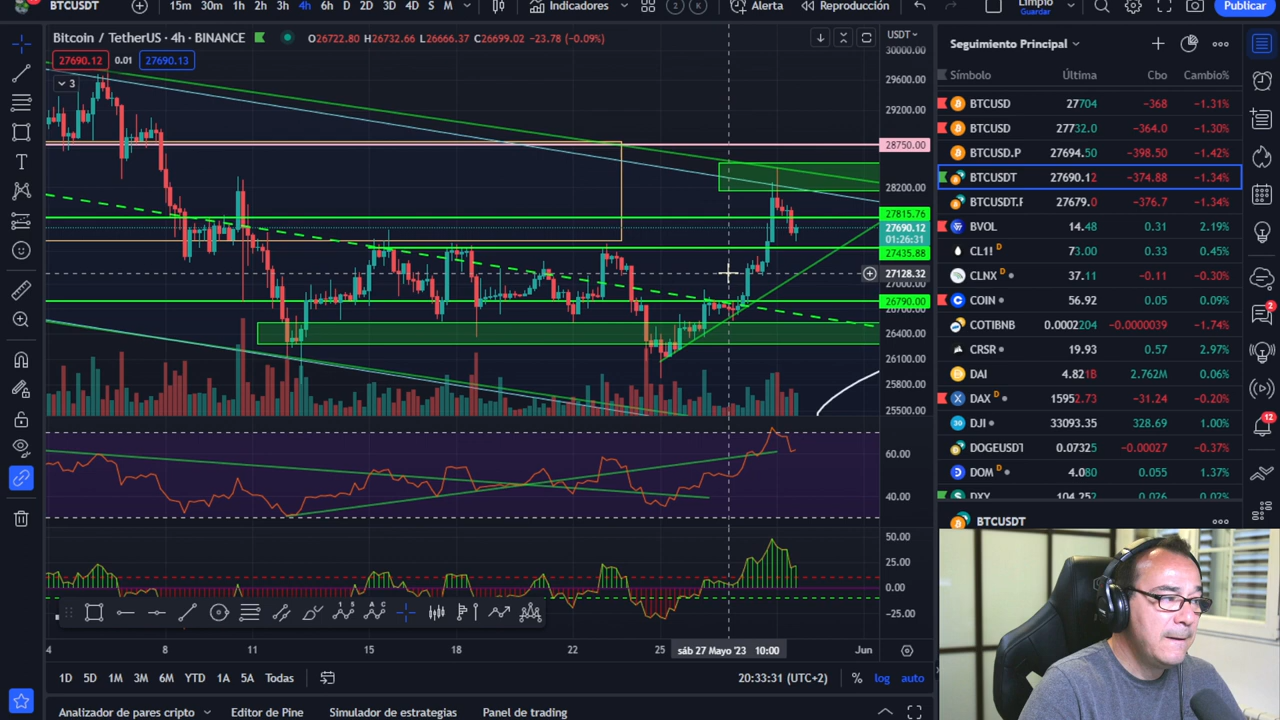 BTCUSDT
15m 30m 1h 2h 3h 4h 6h D 2D 3D 4D S M
Indicadores
2 K
Alerta
Reproducción
Limpio
Guardar
Publicar
Bitcoin / TetherUS · 4h · BINANCE
O26722.80 H26732.66 L26666.37 C26699.02 -23.78 (-0.09%)
27690.12 0.01 27690.13
3
USDT
30000.00
29600.00
29200.00
28750.00
28200.00
27815.76
27690.12
01:26:31
27435.88
27128.32
27000.00
26790.00
26400.00
26100.00
25800.00
25500.00
60.00
40.00
50.00
25.00
0.00
-25.00
4 8 11 15 18 22 25 sáb 27 Mayo '23 10:00 Jun
1D 5D 1M 3M 6M YTD 1A 5A Todas
20:33:31 (UTC+2) % log auto
Analizador de pares cripto Editor de Pine Simulador de estrategias Panel de trading
Seguimiento Principal
Símbolo Última Cbo Cambio%
BTCUSD 27704 -368 -1.31%
BTCUSD 27732.0 -364.0 -1.30%
BTCUSD.P 27694.50 -398.50 -1.42%
BTCUSDT 27690.12 -374.88 -1.34%
BTCUSDT.F 27679.0 -376.7 -1.34%
BVOL 14.48 0.31 2.19%
CL1! D 73.00 0.33 0.45%
CLNX D 37.11 -0.11 -0.30%
COIN 56.92 0.05 0.09%
COTIBNB 0.0002204 -0.0000039 -1.74%
CRSR 19.93 0.57 2.97%
DAI 4.821B 2.762M 0.06%
DAX D 15952.73 -31.24 -0.20%
DJI 33093.35 328.69 1.00%
DOGEUSDT 0.07325 -0.00027 -0.37%
DOM D 4.080 0.055 1.37%
DXY 104.252 0.026 0.02%
BTCUSDT
2
12